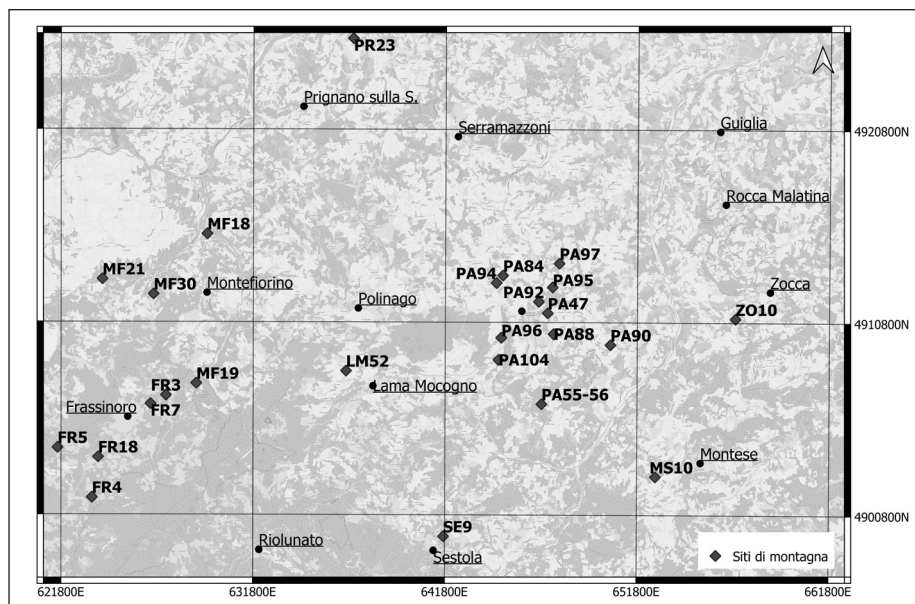 PR23
Prignano sulla S.
Serramazzoni
Guiglia
4920800N
Rocca Malatina
MF18
PA97
PA94
PA84
MF21
MF30
Montefiorino
PA92
PA95
Zocca
Polinago
PA47
ZO10
4910800N
PA96
PA88
PA90
PA104
LM52
MF19
Lama Mocogno
FR3
FR7
PA55-56
Frassinoro
FR5
FR18
MS10
Montese
FR4
4900800N
SE9
Riolunato
Sestola
Siti di montagna
621800E
631800E
641800E
651800E
661800E